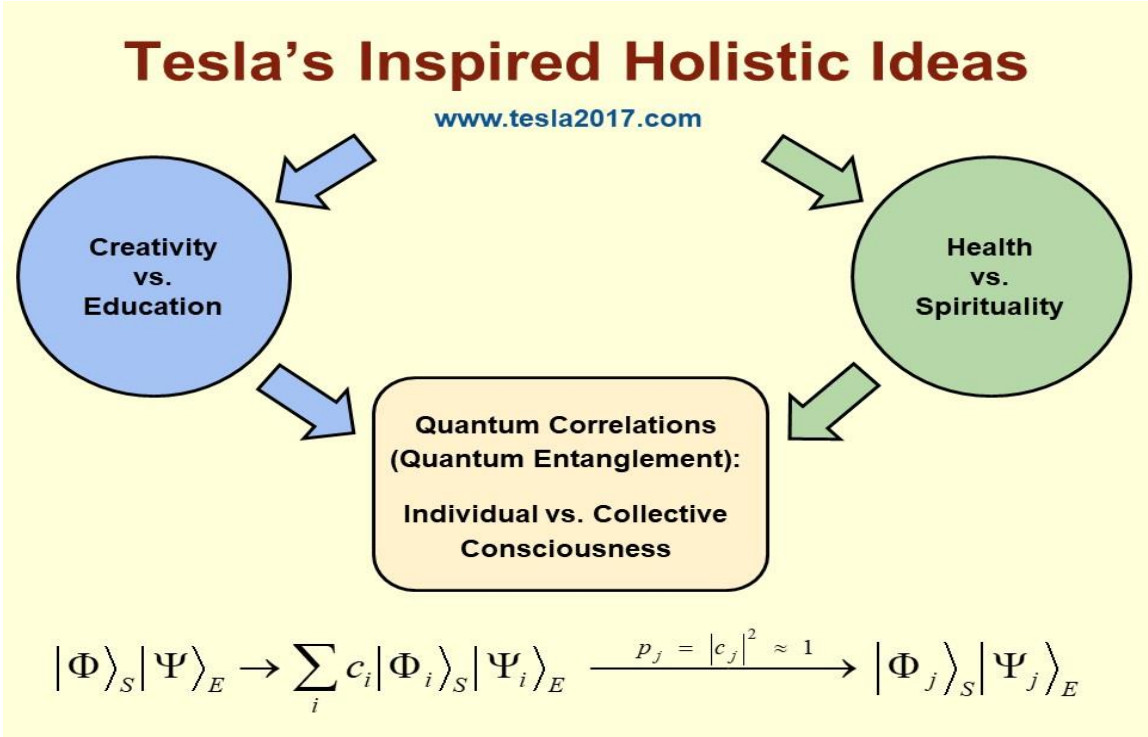 Tesla's Inspired Holistic Ideas
www.tesla2017.com
Creativity
vs.
Education
Health
vs.
Spirituality
Quantum Correlations
(Quantum Entanglement):
Individual vs. Collective
Consciousness
|Φ⟩_S|Ψ⟩_E → ∑_i c_i|Φ_i⟩_S|Ψ_i⟩_E —p_j = |c_j|^2 ≈ 1→ |Φ_j⟩_S|Ψ_j⟩_E